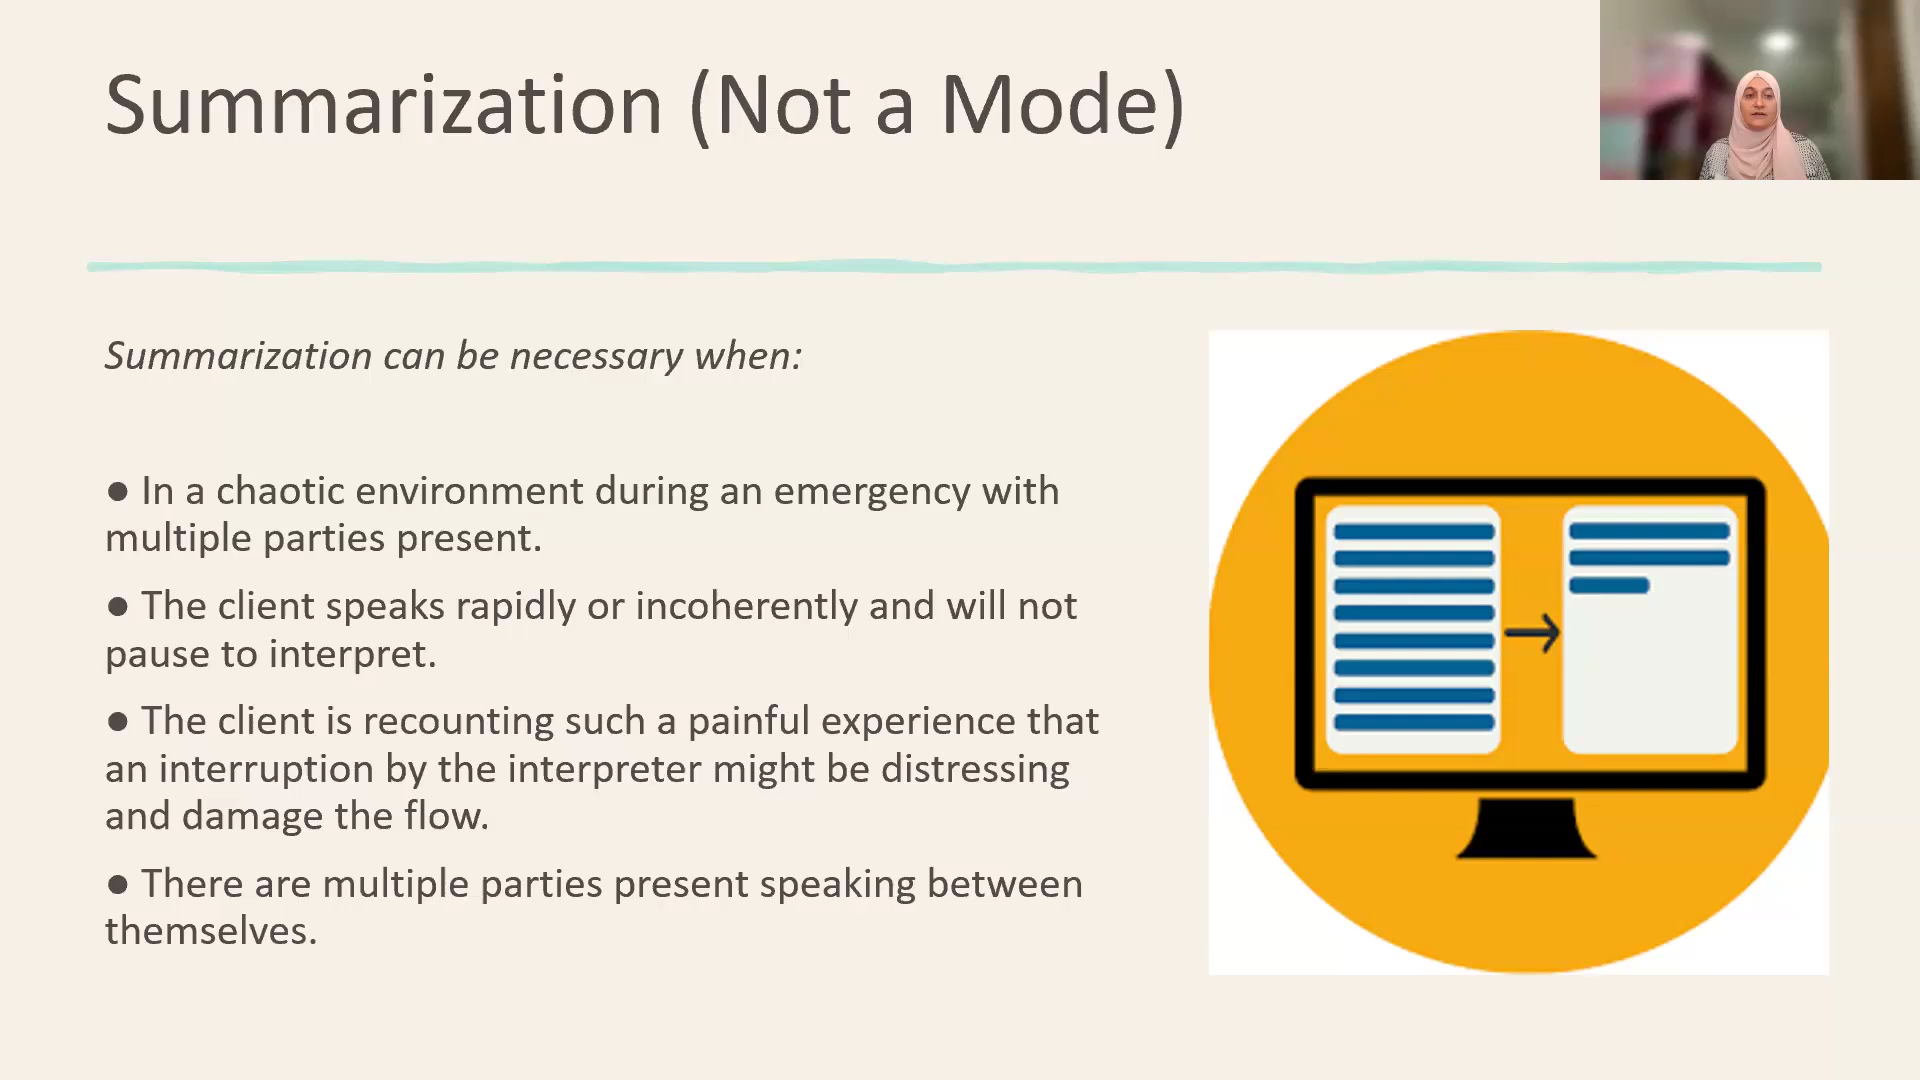 Summarization (Not a Mode)
Summarization can be necessary when:
● In a chaotic environment during an emergency with
multiple parties present.
● The client speaks rapidly or incoherently and will not
pause to interpret.
● The client is recounting such a painful experience that
an interruption by the interpreter might be distressing
and damage the flow.
● There are multiple parties present speaking between
themselves.